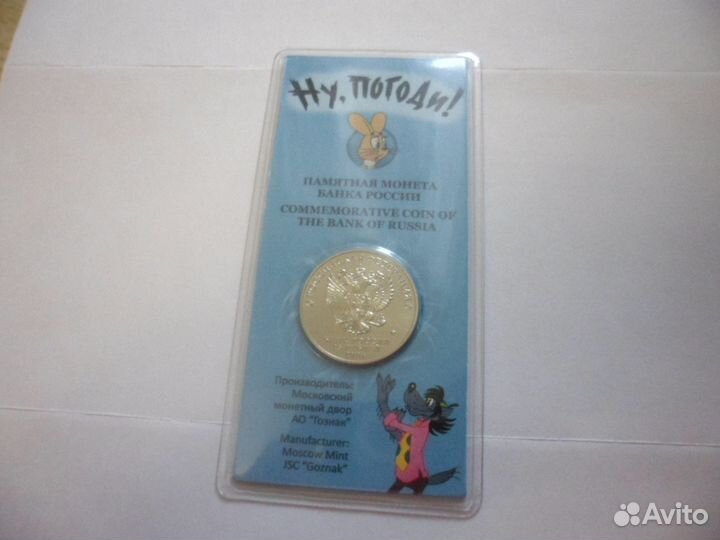 Ну, погоди!
ПАМЯТНАЯ МОНЕТА
БАНКА РОССИИ
COMMEMORATIVE COIN OF
THE BANK OF RUSSIA
Производитель:
Московский
монетный двор
АО "Гознак"
Manufacturer:
Moscow Mint
JSC "Goznak"
Avito